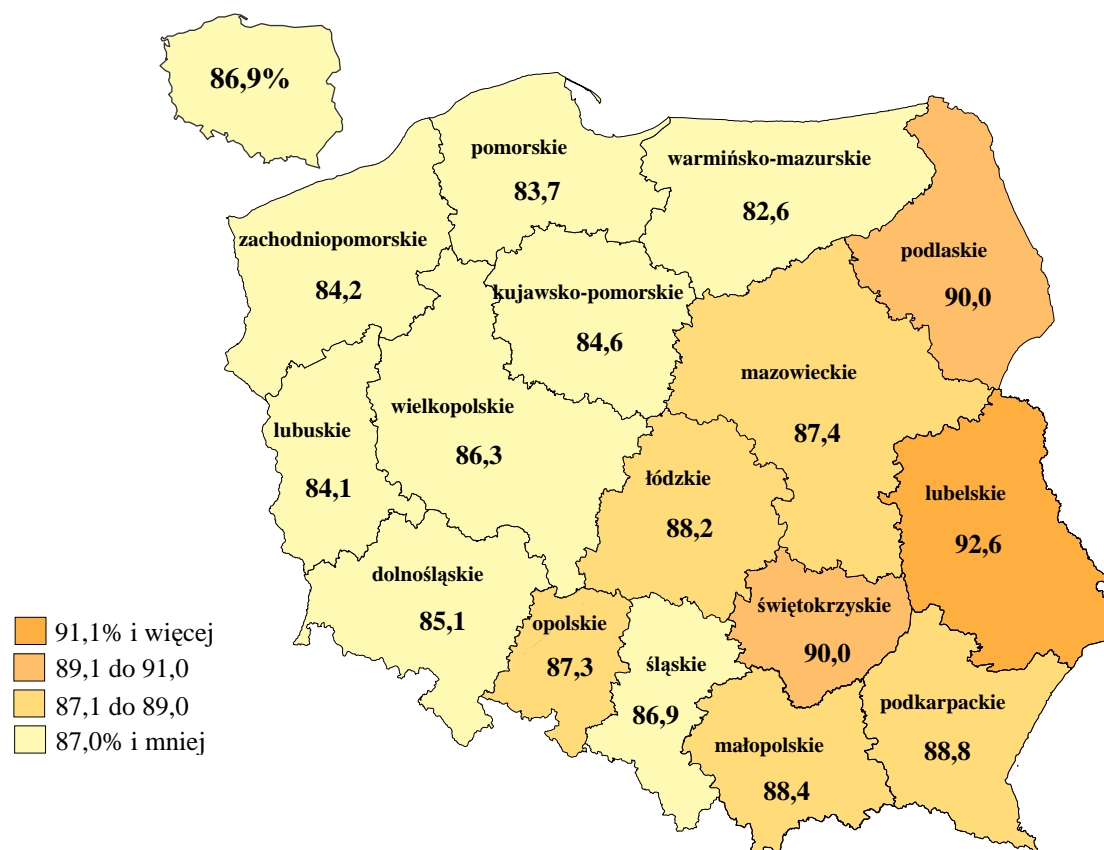 86,9%
pomorskie
83,7
warmińsko-mazurskie
82,6
zachodniopomorskie
84,2
podlaskie
90,0
kujawsko-pomorskie
84,6
mazowieckie
87,4
wielkopolskie
86,3
lubuskie
84,1
łódzkie
88,2
lubelskie
92,6
dolnośląskie
85,1
opolskie
87,3
świętokrzyskie
90,0
śląskie
86,9
podkarpackie
88,8
małopolskie
88,4
91,1% i więcej
89,1 do 91,0
87,1 do 89,0
87,0% i mniej